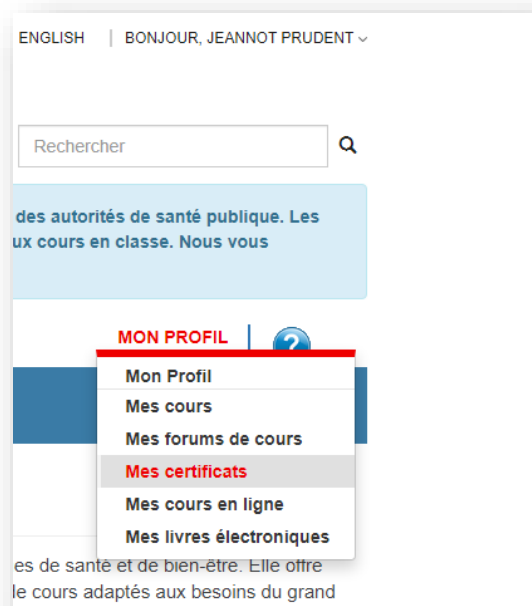 ENGLISH | BONJOUR, JEANNOT PRUDENT
Rechercher
des autorités de santé publique. Les
ux cours en classe. Nous vous
MON PROFIL | ?
Mon Profil
Mes cours
Mes forums de cours
Mes certificats
Mes cours en ligne
Mes livres électroniques
es de santé et de bien-être. Elle offre
le cours adaptés aux besoins du grand